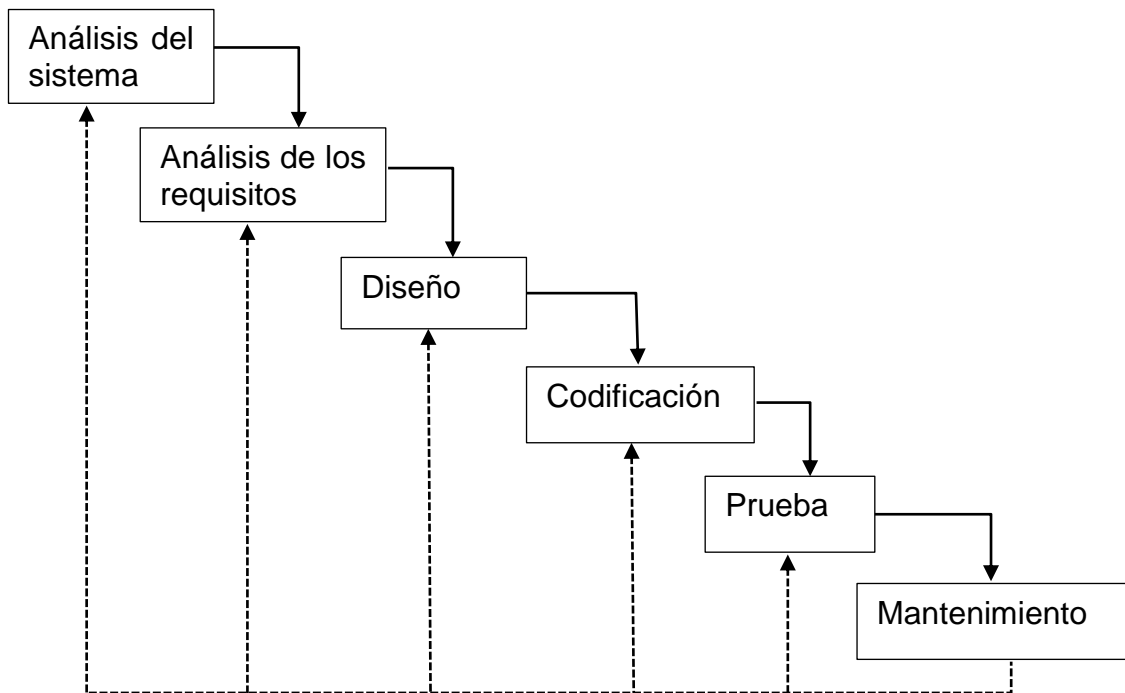 Análisis del
sistema
Análisis de los
requisitos
Diseño
Codificación
Prueba
Mantenimiento